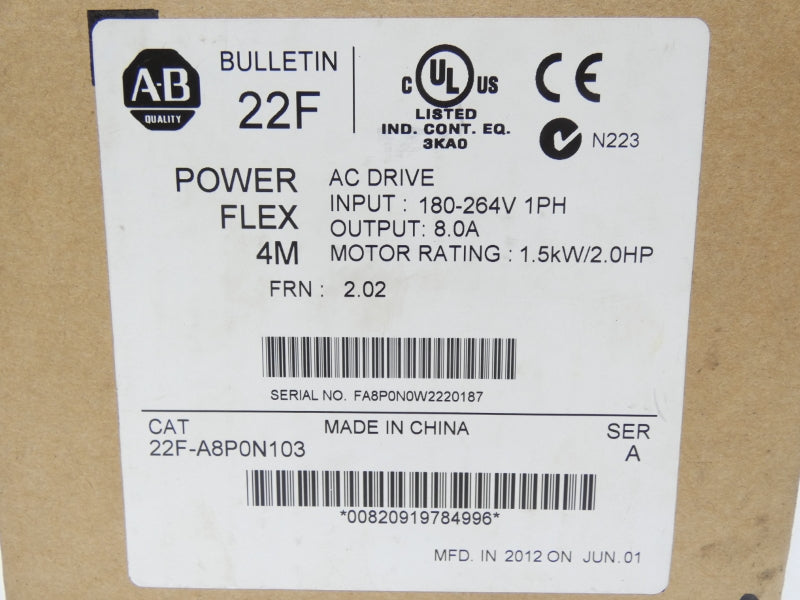 A-B
QUALITY
BULLETIN
22F
C UL US
LISTED
IND. CONT. EQ.
3KA0
CE
N223
POWER
FLEX
4M
AC DRIVE
INPUT : 180-264V 1PH
OUTPUT: 8.0A
MOTOR RATING : 1.5kW/2.0HP
FRN : 2.02
SERIAL NO. FA8P0N0W2220187
CAT
22F-A8P0N103
MADE IN CHINA
SER
A
*00820919784996*
MFD. IN 2012 ON JUN. 01